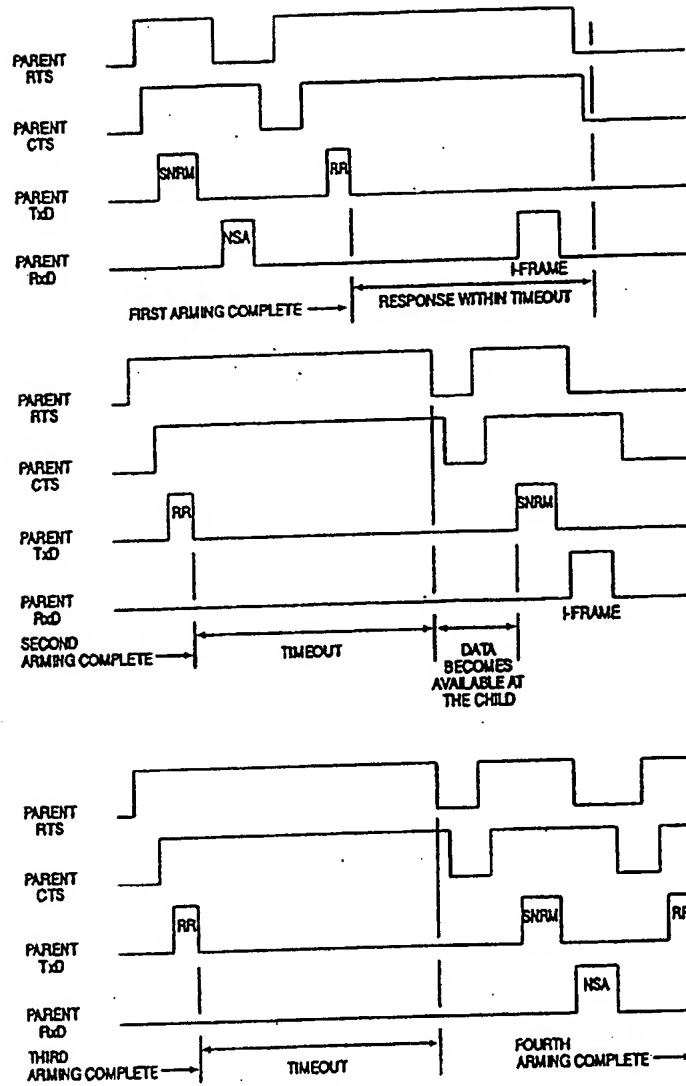 PARENT
RTS
PARENT
CTS
SNRM
RR
PARENT
TxD
NSA
PARENT
RxD
I-FRAME
FIRST ARMING COMPLETE
RESPONSE WITHIN TIMEOUT
PARENT
RTS
PARENT
CTS
RR
SNRM
PARENT
TxD
PARENT
RxD
I-FRAME
SECOND
ARMING COMPLETE
TIMEOUT
DATA
BECOMES
AVAILABLE AT
THE CHILD
PARENT
RTS
PARENT
CTS
RR
SNRM
RR
PARENT
TxD
NSA
PARENT
RxD
THIRD
ARMING COMPLETE
TIMEOUT
FOURTH
ARMING COMPLETE